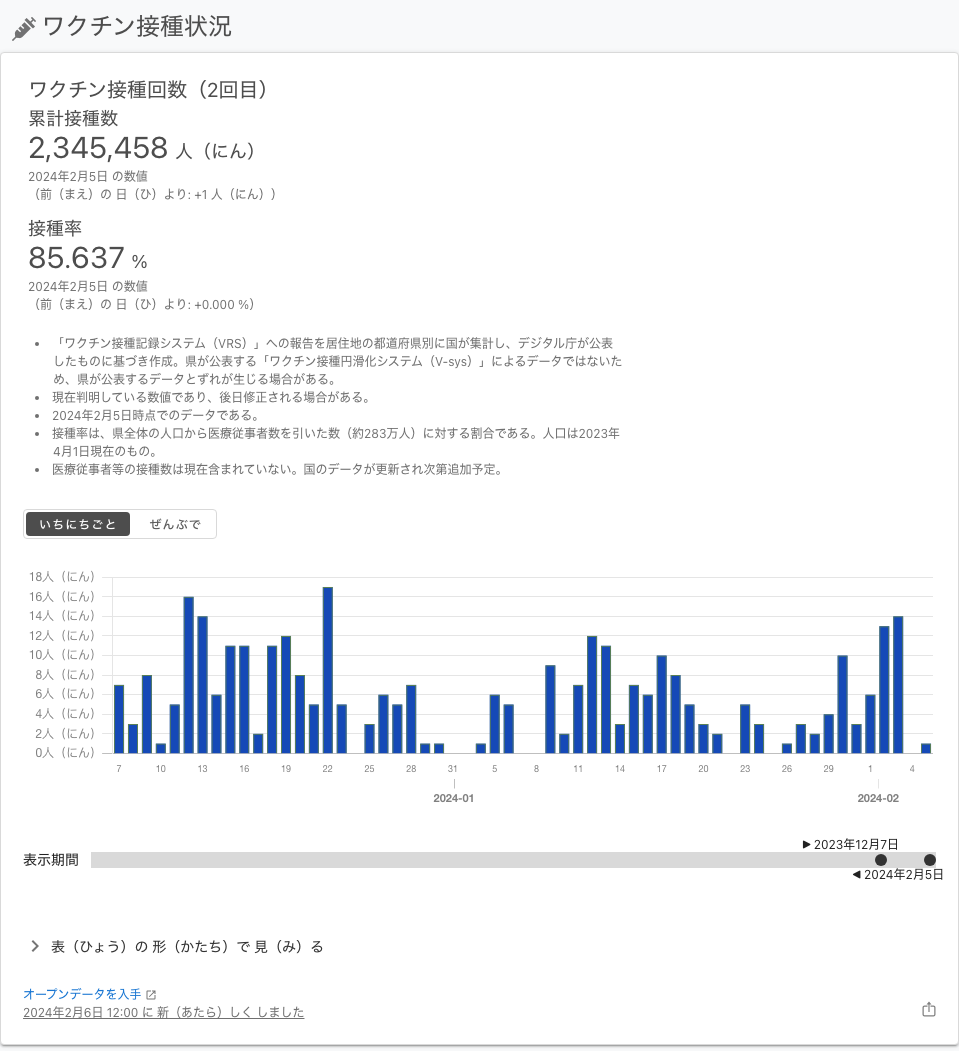 ワクチン接種状況
ワクチン接種回数（2回目）
累計接種数
2,345,458 人（にん）
2024年2月5日 の数値
（前（まえ）の 日（ひ）より: +1 人（にん））
接種率
85.637 %
2024年2月5日 の数値
（前（まえ）の 日（ひ）より: +0.000 %）
• 「ワクチン接種記録システム（VRS）」への報告を居住地の都道府県別に国が集計し、デジタル庁が公表
したものに基づき作成。県が公表する「ワクチン接種円滑化システム（V-sys）」によるデータではないた
め、県が公表するデータとずれが生じる場合がある。
• 現在判明している数値であり、後日修正される場合がある。
• 2024年2月5日時点でのデータである。
• 接種率は、県全体の人口から医療従事者数を引いた数（約283万人）に対する割合である。人口は2023年
4月1日現在のもの。
• 医療従事者等の接種数は現在含まれていない。国のデータが更新され次第追加予定。
いちにちごと ぜんぶで
18人（にん）
16人（にん）
14人（にん）
12人（にん）
10人（にん）
8人（にん）
6人（にん）
4人（にん）
2人（にん）
0人（にん）
7 10 13 16 19 22 25 28 31 5 8 11 14 17 20 23 26 29 1 4
2024-01 2024-02
2023年12月7日
表示期間
2024年2月5日
表（ひょう）の 形（かたち）で 見（み）る
オープンデータを入手
2024年2月6日 12:00 に 新（あたら）しく しました